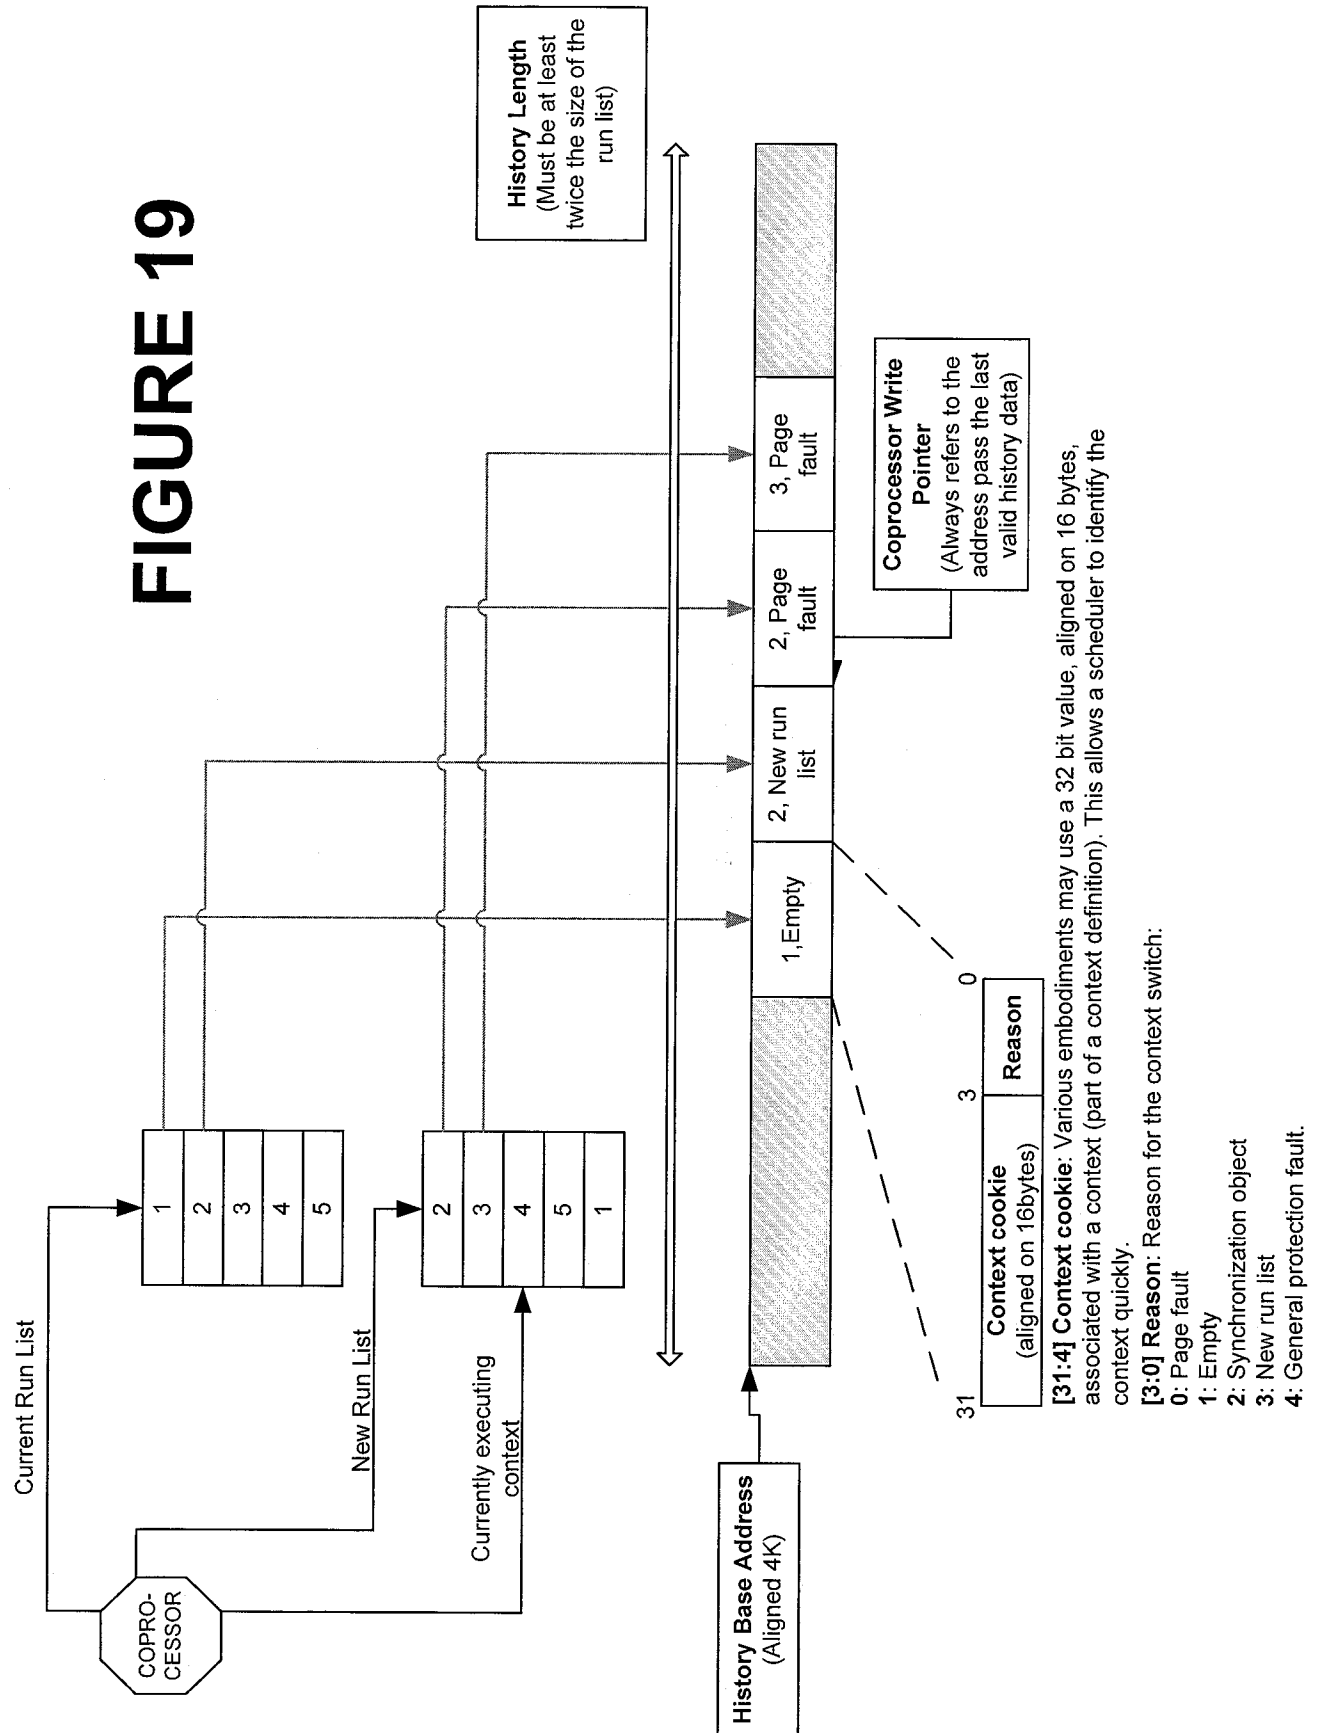 FIGURE 19
Current Run List
COPRO-
CESSOR
New Run List
Currently executing
context
1
2
3
4
5
2
3
4
5
1
History Length
(Must be at least
twice the size of the
run list)
History Base Address
(Aligned 4K)
1,Empty
2, New run
list
2, Page
fault
3, Page
fault
Coprocessor Write
Pointer
(Always refers to the
address pass the last
valid history data)
31
3
0
Context cookie
(aligned on 16bytes)
Reason
[31:4] Context cookie: Various embodiments may use a 32 bit value, aligned on 16 bytes,
associated with a context (part of a context definition). This allows a scheduler to identify the
context quickly.
[3:0] Reason: Reason for the context switch:
0: Page fault
1: Empty
2: Synchronization object
3: New run list
4: General protection fault.